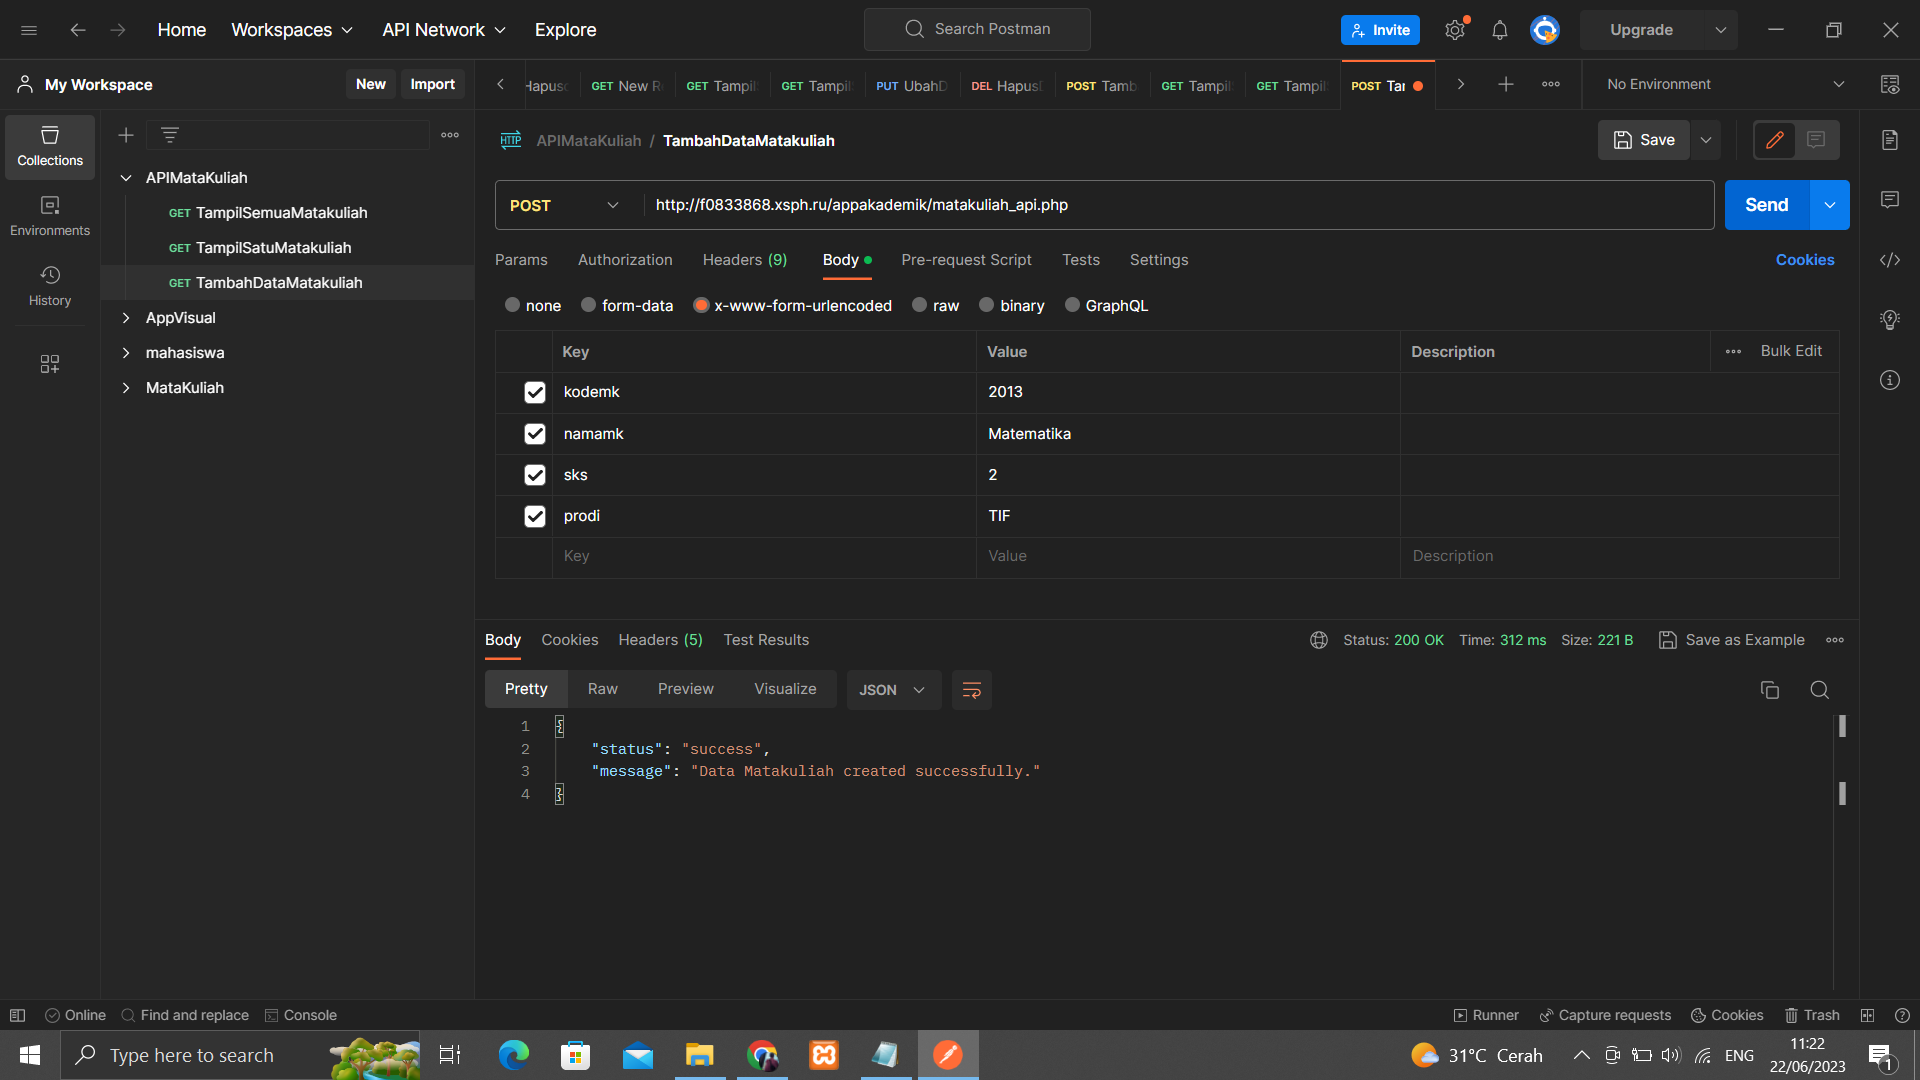 Home
Workspaces
API Network
Explore
Search Postman
Invite
Upgrade
My Workspace
New
Import
GET New R
GET Tampil
GET Tampil
PUT UbahD
DEL Hapus
POST Tamb
GET Tampil
GET Tampil
POST Tar
No Environment
Collections
Environments
History
APIMataKuliah
GET TampilSemuaMatakuliah
GET TampilSatuMatakuliah
GET TambahDataMatakuliah
AppVisual
mahasiswa
MataKuliah
HTTP APIMataKuliah / TambahDataMatakuliah
Save
POST
http://f0833868.xsph.ru/appakademik/matakuliah_api.php
Send
Params
Authorization
Headers (9)
Body
Pre-request Script
Tests
Settings
Cookies
none
form-data
x-www-form-urlencoded
raw
binary
GraphQL
Key
Value
Description
Bulk Edit
kodemk
2013
namamk
Matematika
sks
2
prodi
TIF
Key
Value
Description
Body
Cookies
Headers (5)
Test Results
Status: 200 OK
Time: 312 ms
Size: 221 B
Save as Example
Pretty
Raw
Preview
Visualize
JSON
1 {
2 "status": "success",
3 "message": "Data Matakuliah created successfully."
4 }
Online
Find and replace
Console
Runner
Capture requests
Cookies
Trash
Type here to search
31°C Cerah
ENG
11:22
22/06/2023
1